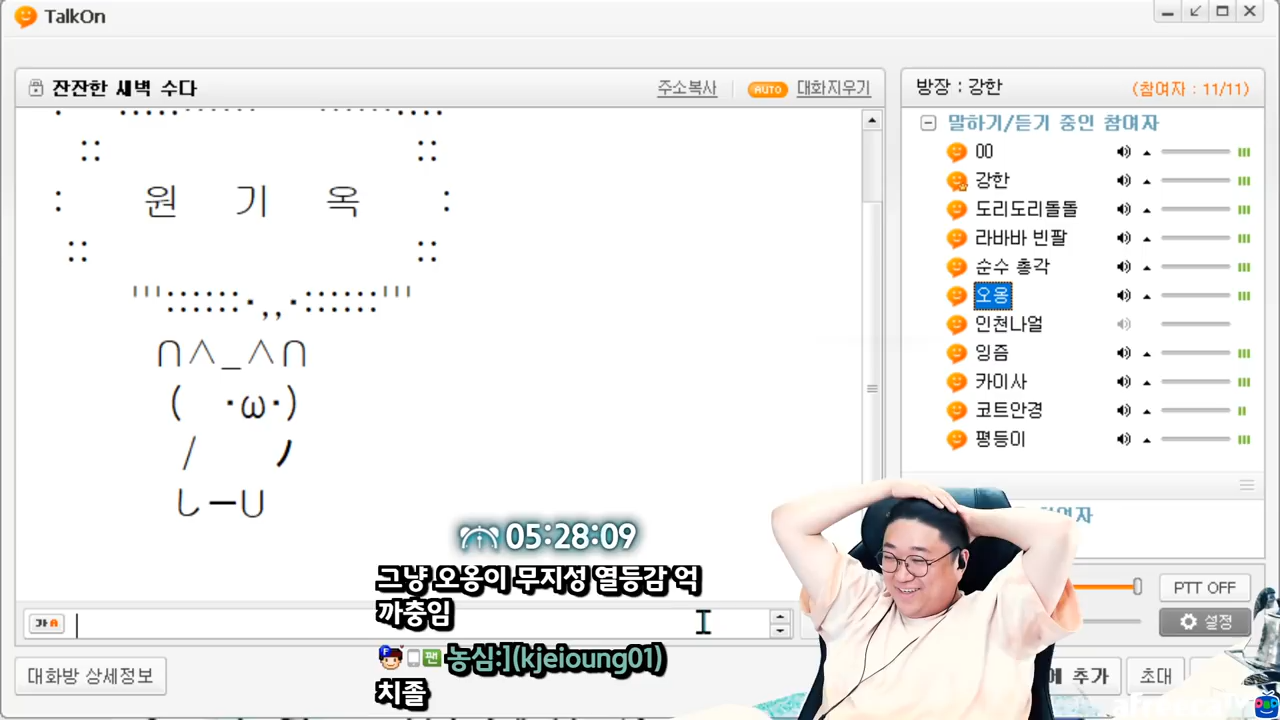 TalkOn
잔잔한 새벽 수다
주소복사
AUTO
대화지우기
원 기 옥
'''::::::·,,·::::::'''
∩∧_∧∩
( ·ω·)
/ ノ
しーU
방장 : 강한
(참여자 : 11/11)
말하기/듣기 중인 참여자
00
강한
도리도리돌돌
라바바 빈팔
순수 총각
오옹
인천나얼
잉즘
카이사
코트안경
평등이
여자
05:28:09
그냥 오옹이 무지성 열등감 억
까충임
팬 농심:](kjeioung01)
치졸
가A
PTT OFF
설정
대화방 상세정보
에 추가
초대